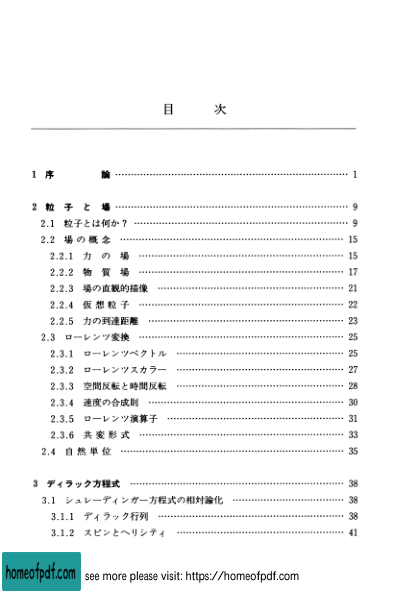 目 次
1 序 論 1
2 粒 子 と 場 9
2.1 粒子とは何か? 9
2.2 場の概念 15
2.2.1 力 の 場 15
2.2.2 物 質 場 17
2.2.3 場の直観的描像 21
2.2.4 仮想粒子 22
2.2.5 力の到達距離 23
2.3 ローレンツ変換 25
2.3.1 ローレンツベクトル 25
2.3.2 ローレンツスカラー 27
2.3.3 空間反転と時間反転 28
2.3.4 速度の合成則 30
2.3.5 ローレンツ演算子 31
2.3.6 共変形式 33
2.4 自然単位 35
3 ディラック方程式 38
3.1 シュレーディンガー方程式の相対論化 38
3.1.1 ディラック行列 38
3.1.2 スピンとヘリシティ 41
homeofpdf.com see more please visit: https://homeofpdf.com